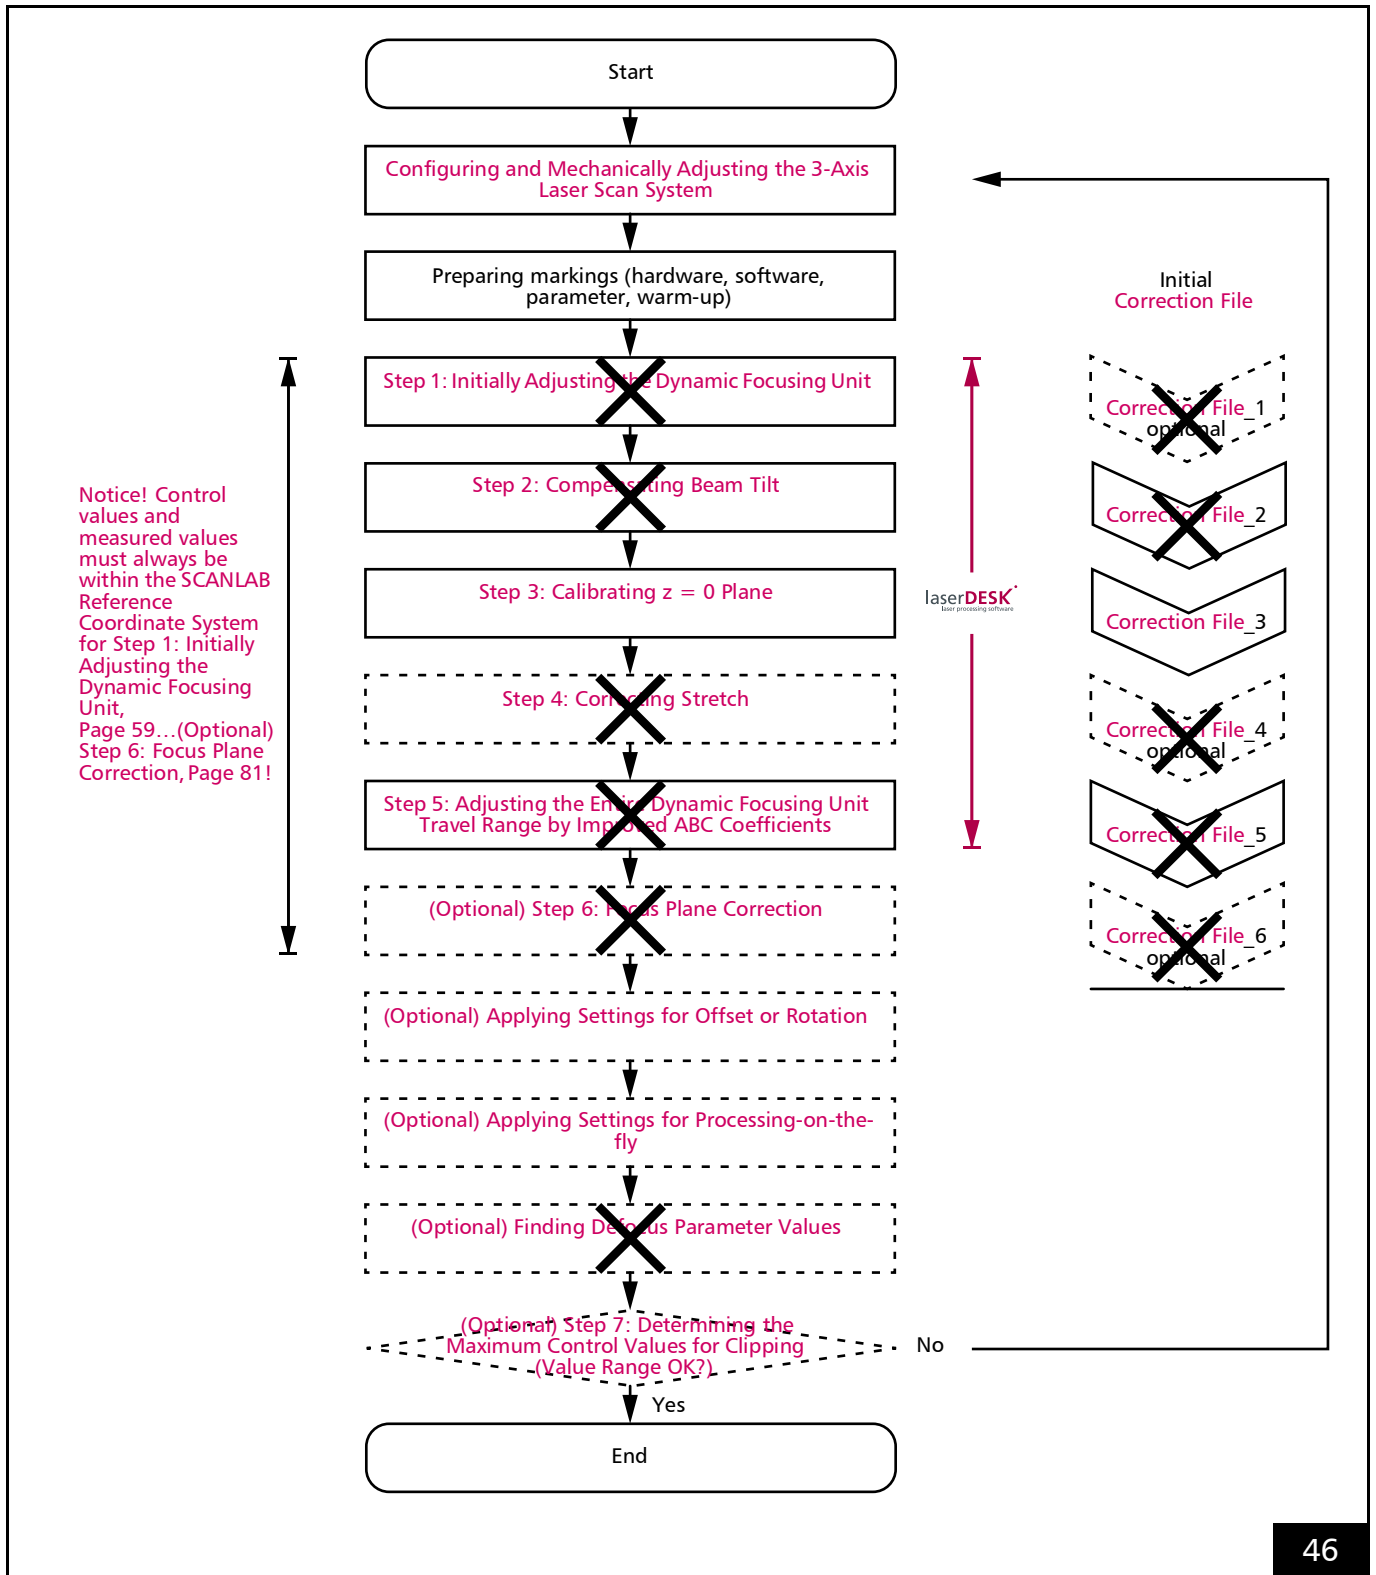 Start
Configuring and Mechanically Adjusting the 3-Axis
Laser Scan System
Preparing markings (hardware, software,
parameter, warm-up)
Initial
Correction File
Step 1: Initially Adjusting the Dynamic Focusing Unit
Correction File_1
optional
Step 2: Compensating Beam Tilt
Correction File_2
Notice! Control
values and
measured values
must always be
within the SCANLAB
Reference
Coordinate System
for Step 1: Initially
Adjusting the
Dynamic Focusing
Unit,
Page 59…(Optional)
Step 6: Focus Plane
Correction, Page 81!
Step 3: Calibrating z = 0 Plane
laserDESK
laser processing software
Correction File_3
Step 4: Correcting Stretch
Correction File_4
optional
Step 5: Adjusting the Entire Dynamic Focusing Unit
Travel Range by Improved ABC Coefficients
Correction File_5
(Optional) Step 6: Focus Plane Correction
Correction File_6
optional
(Optional) Applying Settings for Offset or Rotation
(Optional) Applying Settings for Processing-on-the-
fly
(Optional) Finding Defocus Parameter Values
(Optional) Step 7: Determining the
Maximum Control Values for Clipping
(Value Range OK?)
No
Yes
End
46